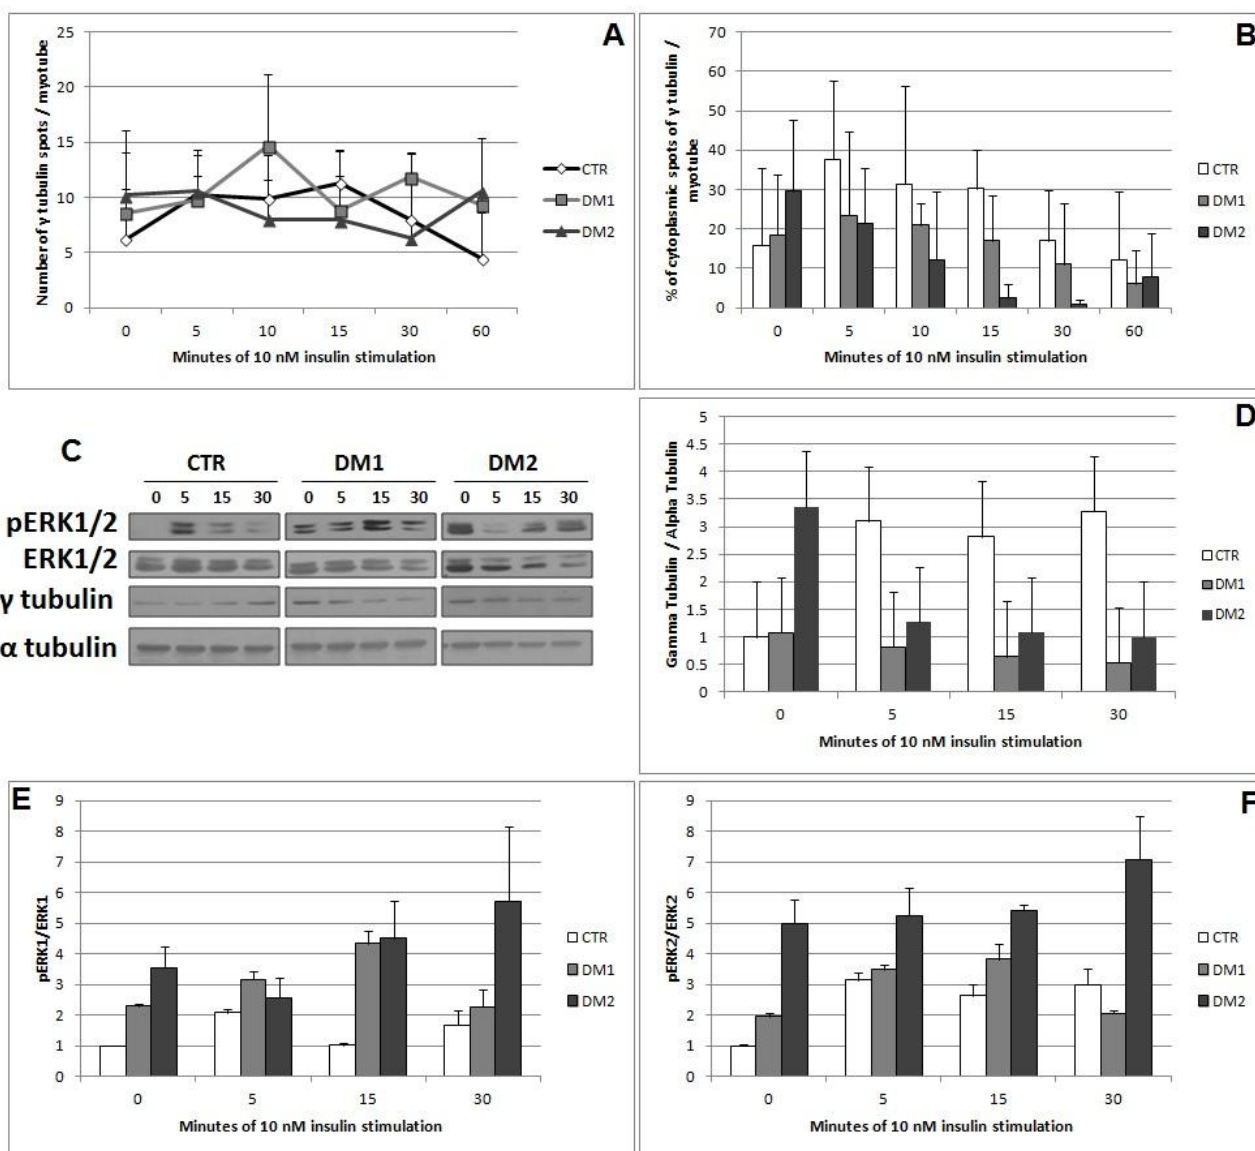 A
Number of γ tubulin spots / myotube
25
20
15
10
5
0
0 5 10 15 30 60
Minutes of 10 nM insulin stimulation
CTR
DM1
DM2
B
% of cytoplasmic spots of γ tubulin /
myotube
70
60
50
40
30
20
10
0
0 5 10 15 30 60
Minutes of 10 nM insulin stimulation
CTR
DM1
DM2
C
CTR DM1 DM2
0 5 15 30 0 5 15 30 0 5 15 30
pERK1/2
ERK1/2
γ tubulin
α tubulin
D
Gamma Tubulin / Alpha Tubulin
5
4.5
4
3.5
3
2.5
2
1.5
1
0.5
0
0 5 15 30
Minutes of 10 nM insulin stimulation
CTR
DM1
DM2
E
pERK1/ERK1
9
8
7
6
5
4
3
2
1
0
0 5 15 30
Minutes of 10 nM insulin stimulation
CTR
DM1
DM2
F
pERK2/ERK2
9
8
7
6
5
4
3
2
1
0
0 5 15 30
Minutes of 10 nM insulin stimulation
CTR
DM1
DM2